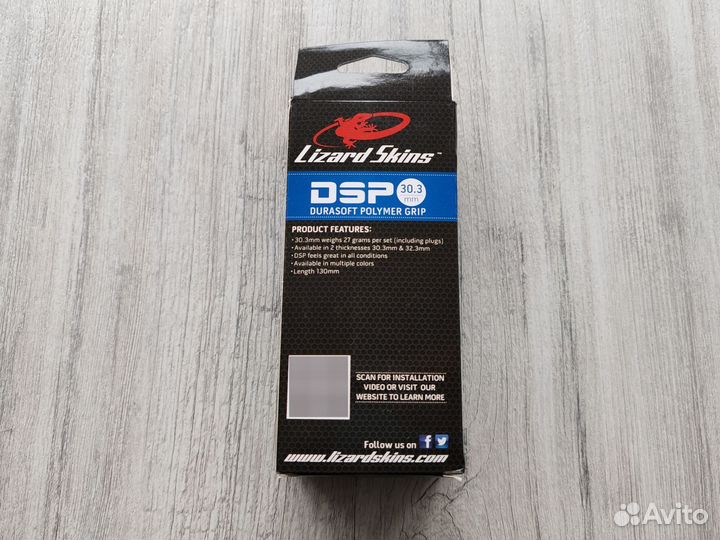 Lizard Skins™
DSP 30.3 mm
DURASOFT POLYMER GRIP
PRODUCT FEATURES:
• 30.3mm weighs 27 grams per set (including plugs)
• Available in 2 thicknesses 30.3mm & 32.3mm
• DSP feels great in all conditions
• Available in multiple colors
• Length 130mm
SCAN FOR INSTALLATION
VIDEO OR VISIT OUR
WEBSITE TO LEARN MORE
Follow us on f
www.lizardskins.com
Avito